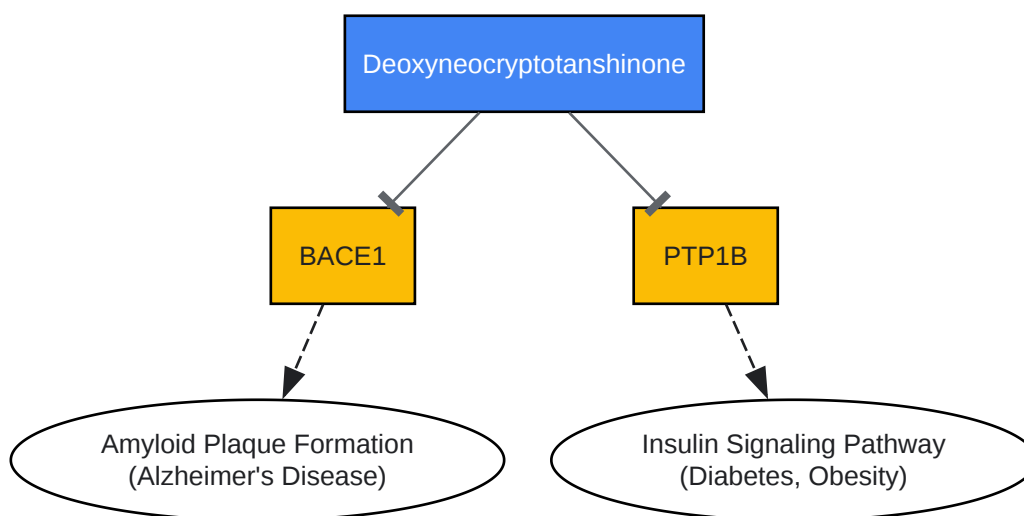 Deoxyneocryptotanshinone
BACE1
PTP1B
Amyloid Plaque Formation
(Alzheimer's Disease)
Insulin Signaling Pathway
(Diabetes, Obesity)